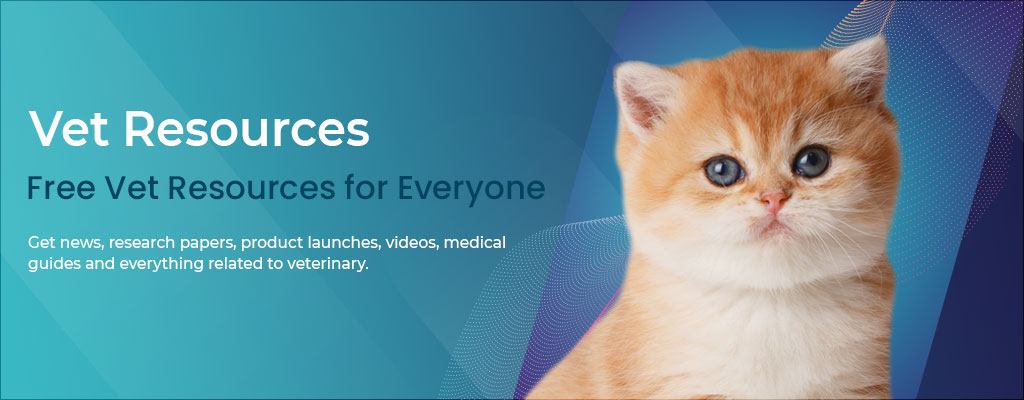 Vet Resources
Free Vet Resources for Everyone
Get news, research papers, product launches, videos, medical
guides and everything related to veterinary.